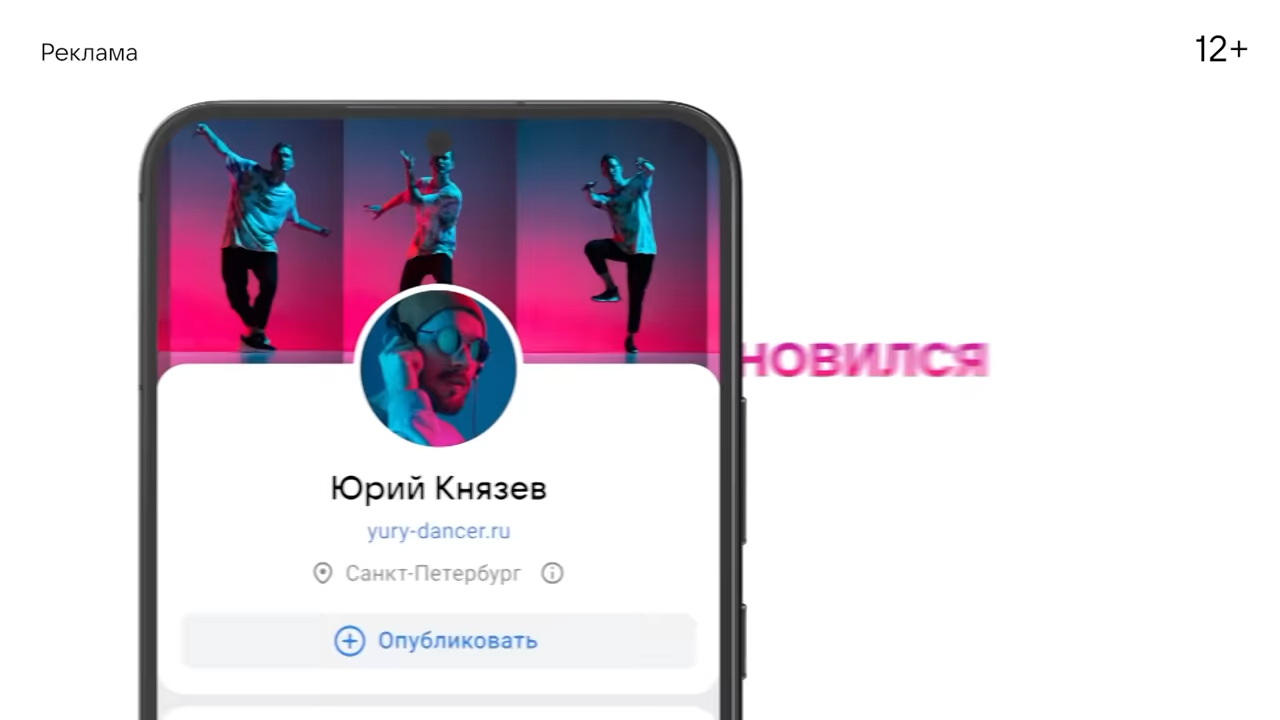 Реклама
12+
НОВИЛСЯ
Юрий Князев
yury-dancer.ru
Санкт-Петербург
Опубликовать